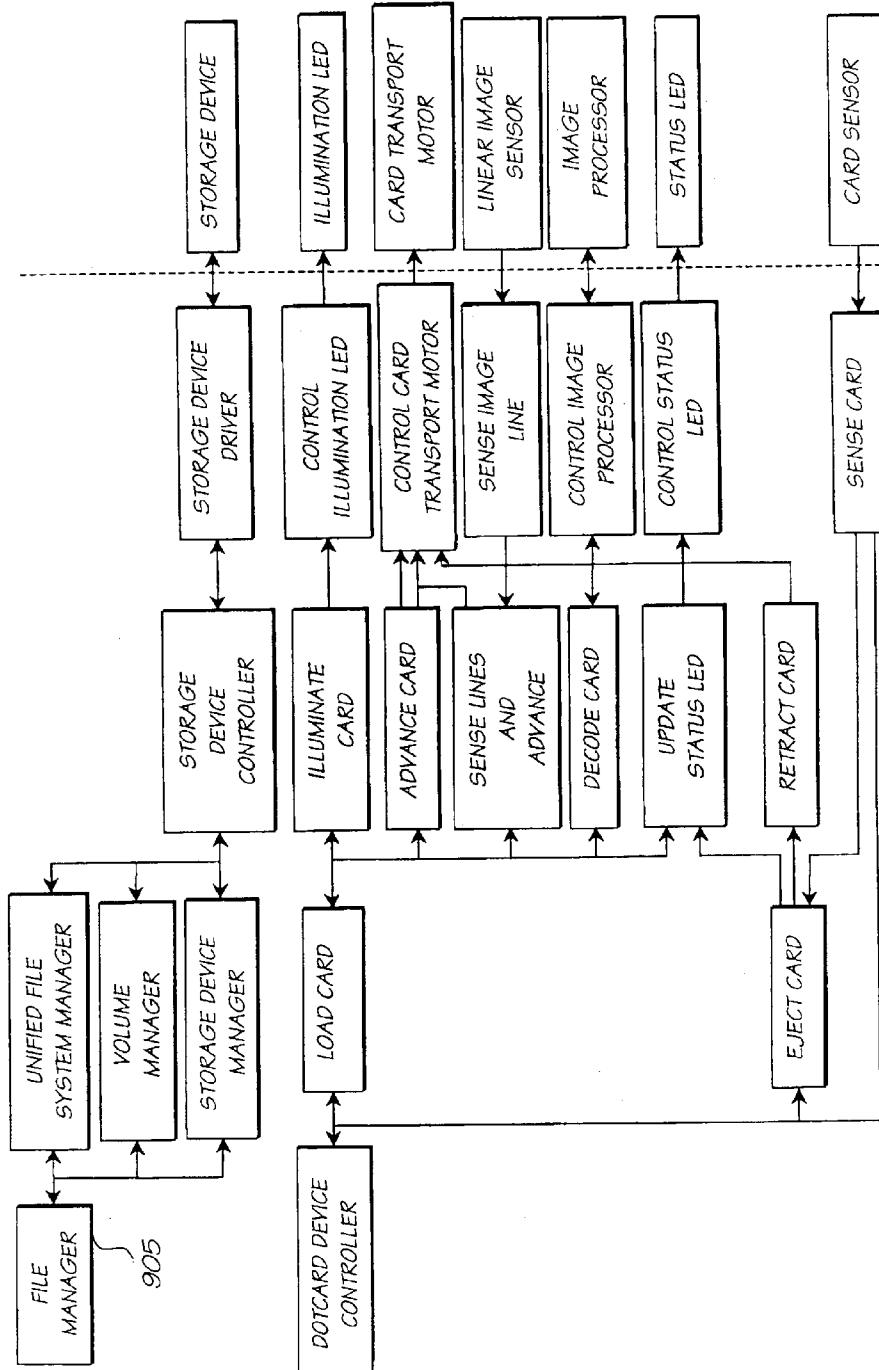 FILE
MANAGER
905
UNIFIED FILE
SYSTEM MANAGER
VOLUME
MANAGER
STORAGE DEVICE
MANAGER
STORAGE
DEVICE
CONTROLLER
STORAGE DEVICE
DRIVER
STORAGE DEVICE
DOTCARD DEVICE
CONTROLLER
LOAD CARD
ILLUMINATE
CARD
CONTROL
ILLUMINATION LED
ILLUMINATION LED
ADVANCE CARD
CONTROL CARD
TRANSPORT MOTOR
CARD TRANSPORT
MOTOR
SENSE LINES
AND
ADVANCE
SENSE IMAGE
LINE
LINEAR IMAGE
SENSOR
DECODE CARD
CONTROL IMAGE
PROCESSOR
IMAGE
PROCESSOR
UPDATE
STATUS LED
CONTROL STATUS
LED
STATUS LED
EJECT CARD
RETRACT CARD
SENSE CARD
CARD SENSOR